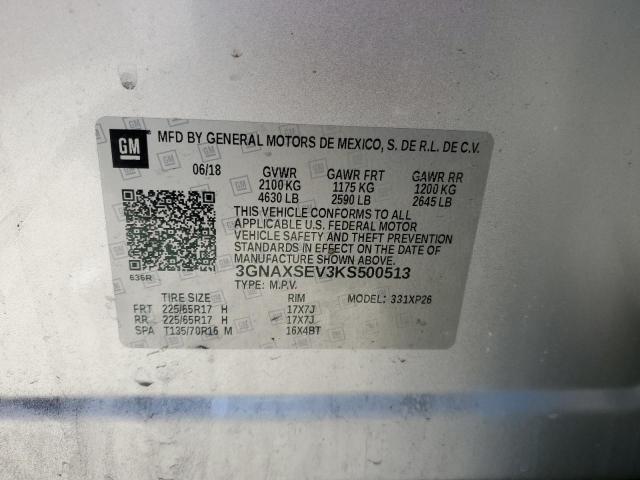 GM
MFD BY GENERAL MOTORS DE MEXICO, S. DE R.L. DE C.V.
06/18 GVWR GAWR FRT GAWR RR
2100 KG 1175 KG 1200 KG
4630 LB 2590 LB 2645 LB
THIS VEHICLE CONFORMS TO ALL
APPLICABLE U.S. FEDERAL MOTOR
VEHICLE SAFETY AND THEFT PREVENTION
STANDARDS IN EFFECT ON THE DATE OF
MANUFACTURE SHOWN ABOVE.
3GNAXSEV3KS500513
636R
TYPE: M.P.V.
TIRE SIZE RIM MODEL: 331XP26
FRT 225/65R17 H 17X7J
RR 225/65R17 H 17X7J
SPA T135/70R16 M 16X4BT